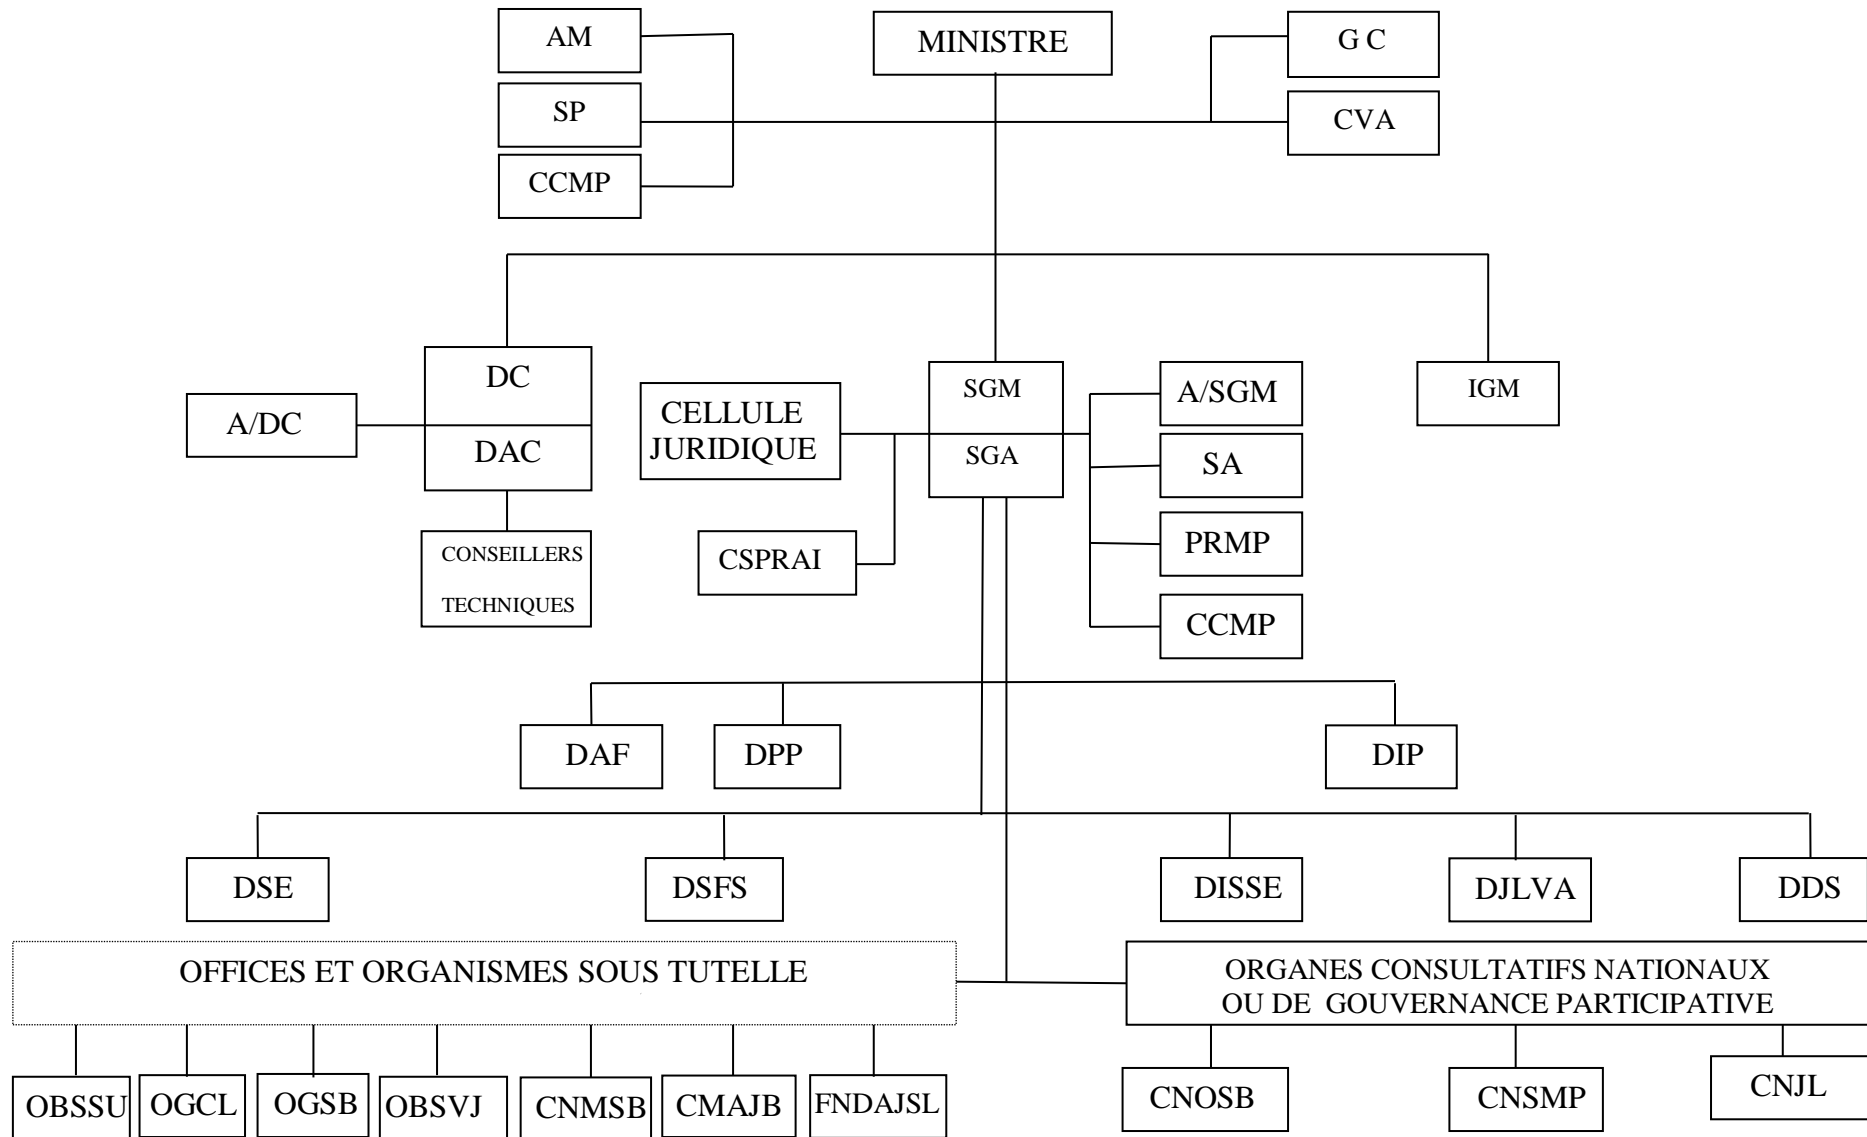 AM
MINISTRE
G C
SP
CVA
CCMP
DC
SGM
A/SGM
IGM
A/DC
CELLULE
JURIDIQUE
DAC
SGA
SA
CONSEILLERS
TECHNIQUES
CSPRAI
PRMP
CCMP
DAF
DPP
DIP
DSE
DSFS
DISSE
DJLVA
DDS
OFFICES ET ORGANISMES SOUS TUTELLE
ORGANES CONSULTATIFS NATIONAUX
OU DE GOUVERNANCE PARTICIPATIVE
OBSSU
OGCL
OGSB
OBSVJ
CNMSB
CMAJB
FNDAJSL
CNOSB
CNSMP
CNJL